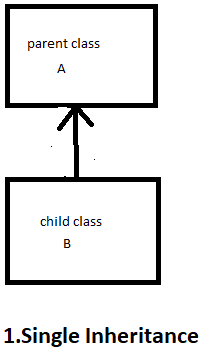 parent class
A
child class
B
1.Single Inheritance